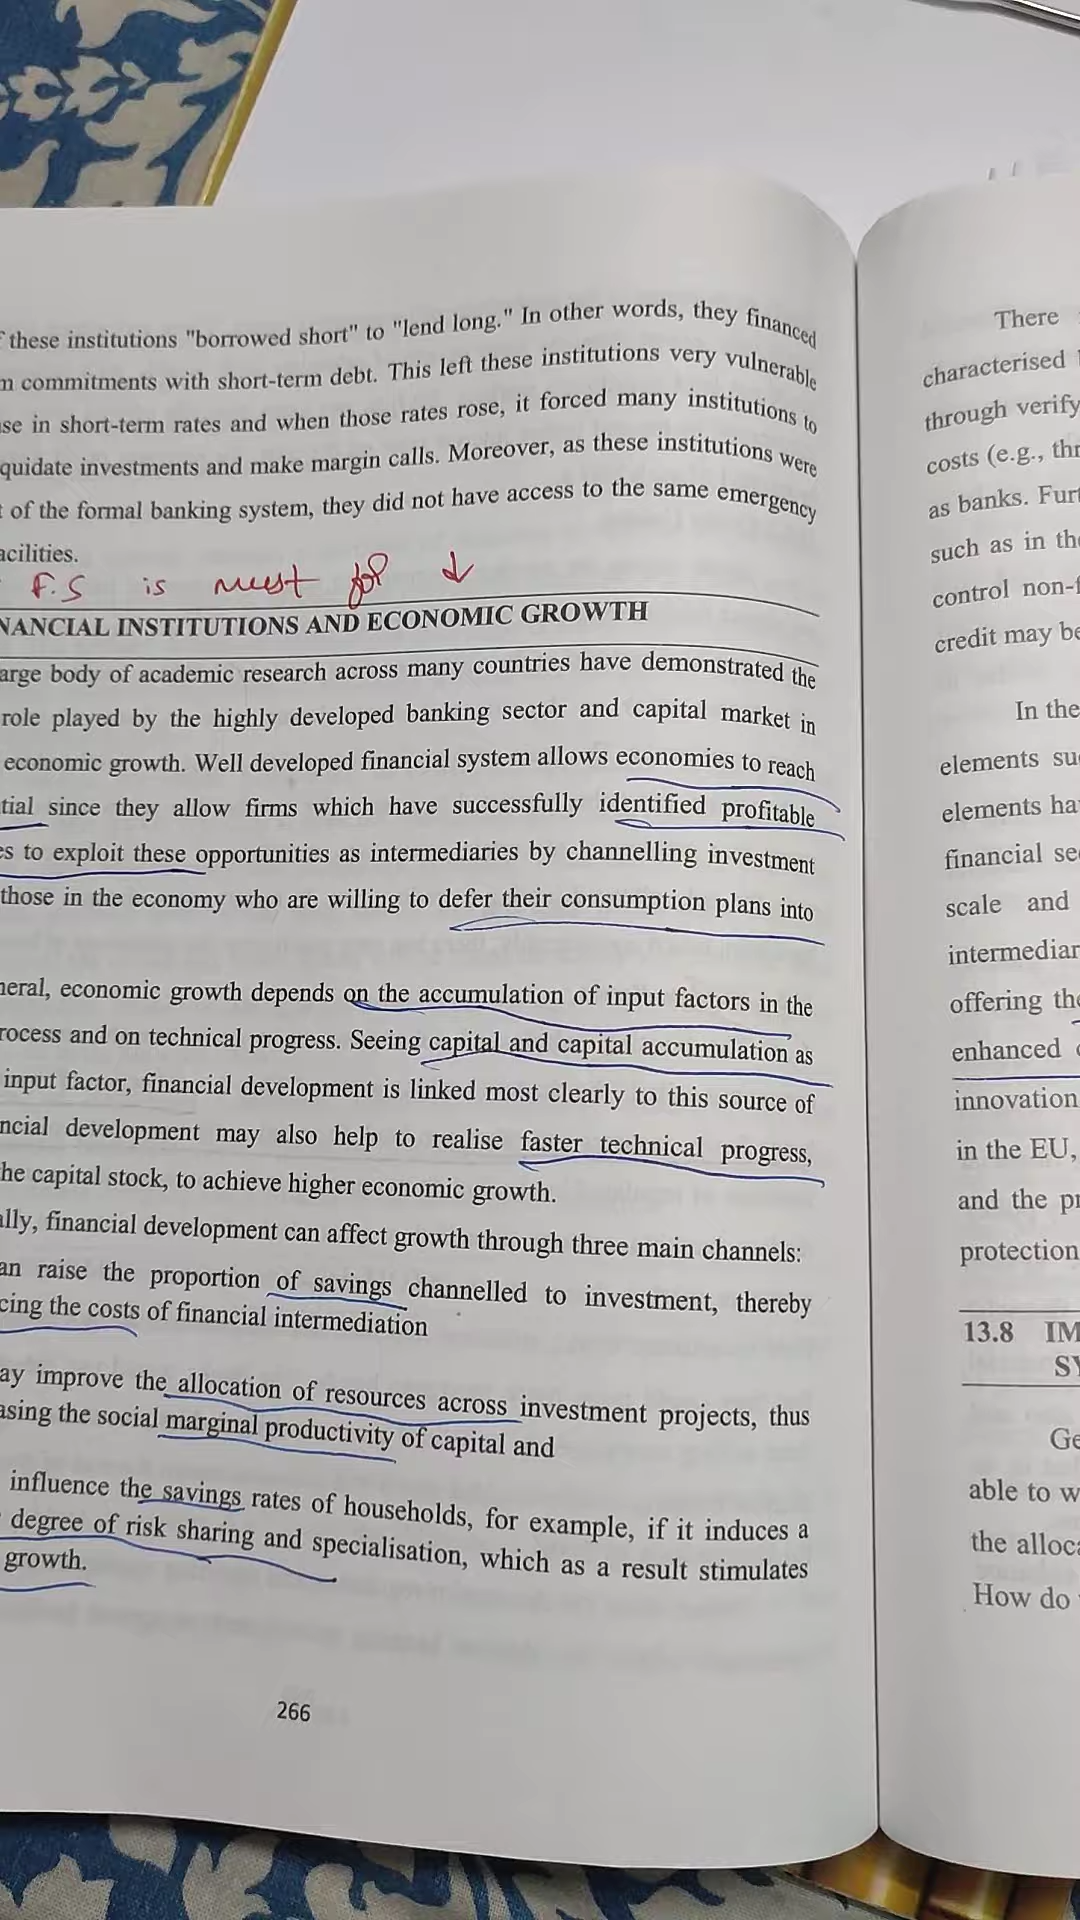 these institutions "borrowed short" to "lend long." In other words, they financed
commitments with short-term debt. This left these institutions very vulnerable
in short-term rates and when those rates rose, it forced many institutions to
quidate investments and make margin calls. Moreover, as these institutions were
of the formal banking system, they did not have access to the same emergency
acilities.
F.S is must for ↓
NANCIAL INSTITUTIONS AND ECONOMIC GROWTH
arge body of academic research across many countries have demonstrated the
role played by the highly developed banking sector and capital market in
economic growth. Well developed financial system allows economies to reach
tial since they allow firms which have successfully identified profitable
es to exploit these opportunities as intermediaries by channelling investment
those in the economy who are willing to defer their consumption plans into
neral, economic growth depends on the accumulation of input factors in the
rocess and on technical progress. Seeing capital and capital accumulation as
input factor, financial development is linked most clearly to this source of
ncial development may also help to realise faster technical progress,
he capital stock, to achieve higher economic growth.
ally, financial development can affect growth through three main channels:
an raise the proportion of savings channelled to investment, thereby
cing the costs of financial intermediation
ay improve the allocation of resources across investment projects, thus
asing the social marginal productivity of capital and
influence the savings rates of households, for example, if it induces a
degree of risk sharing and specialisation, which as a result stimulates
growth.
266
There
characterised
through verify
costs (e.g., thr
as banks. Furt
such as in the
control non-f
credit may be
In the
elements su
elements ha
financial se
scale and
intermediar
offering the
enhanced
innovation
in the EU,
and the pr
protection
13.8 IM
SY
Ge
able to w
the alloca
How do